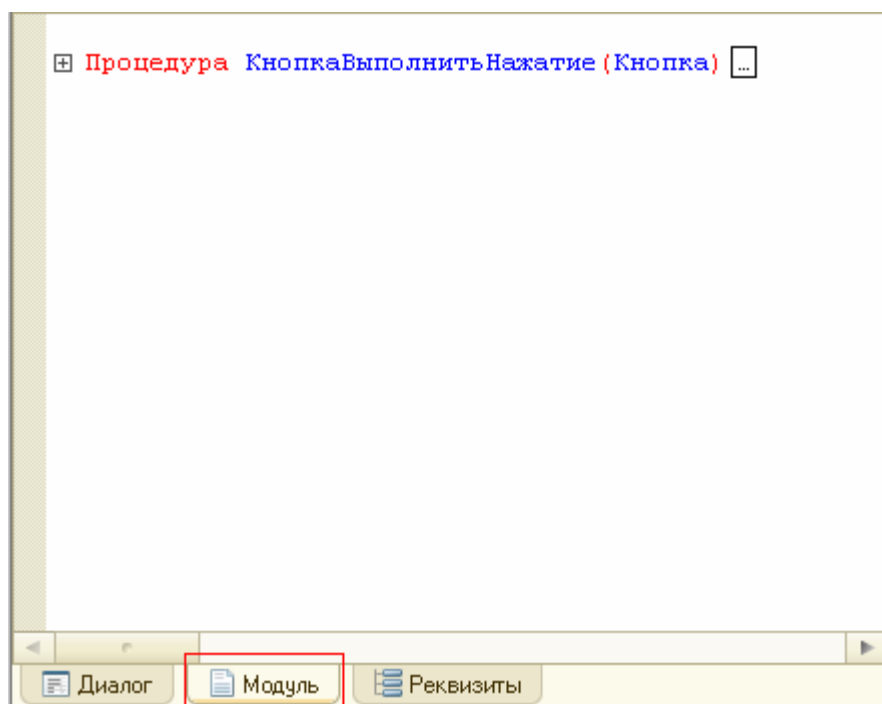 Процедура КнопкаВыполнитьНажатие(Кнопка) ...
Диалог Модуль Реквизиты